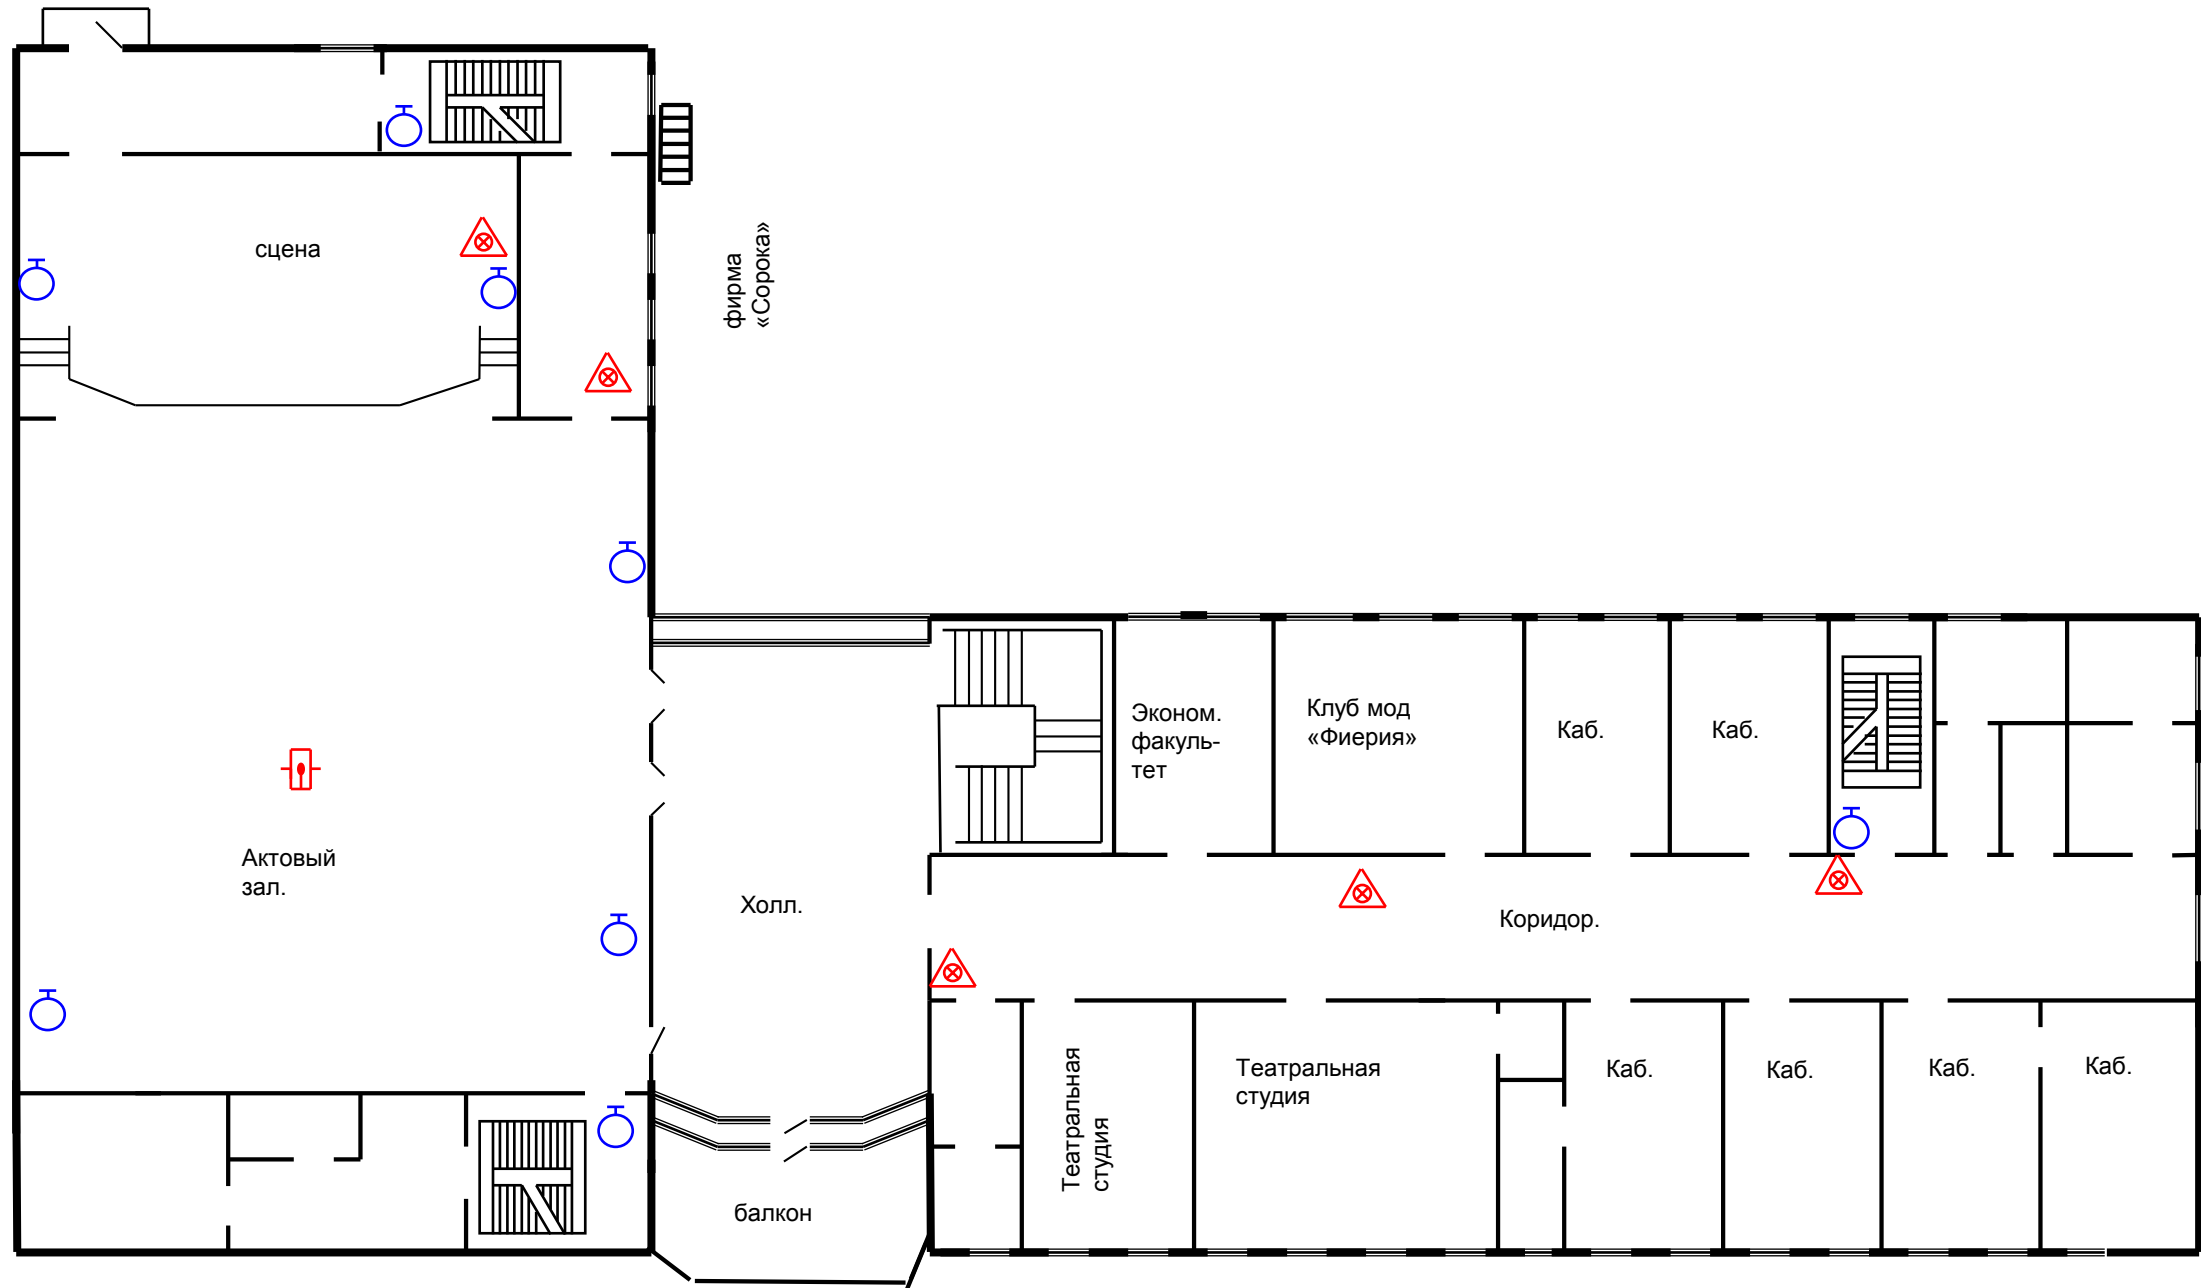 сцена
фирма
«Сорока»
Эконом.
факуль-
тет
Клуб мод
«Фиерия»
Каб.
Каб.
Актовый
зал.
Холл.
Коридор.
Театральная
студия
Театральная
студия
Каб.
Каб.
Каб.
Каб.
балкон